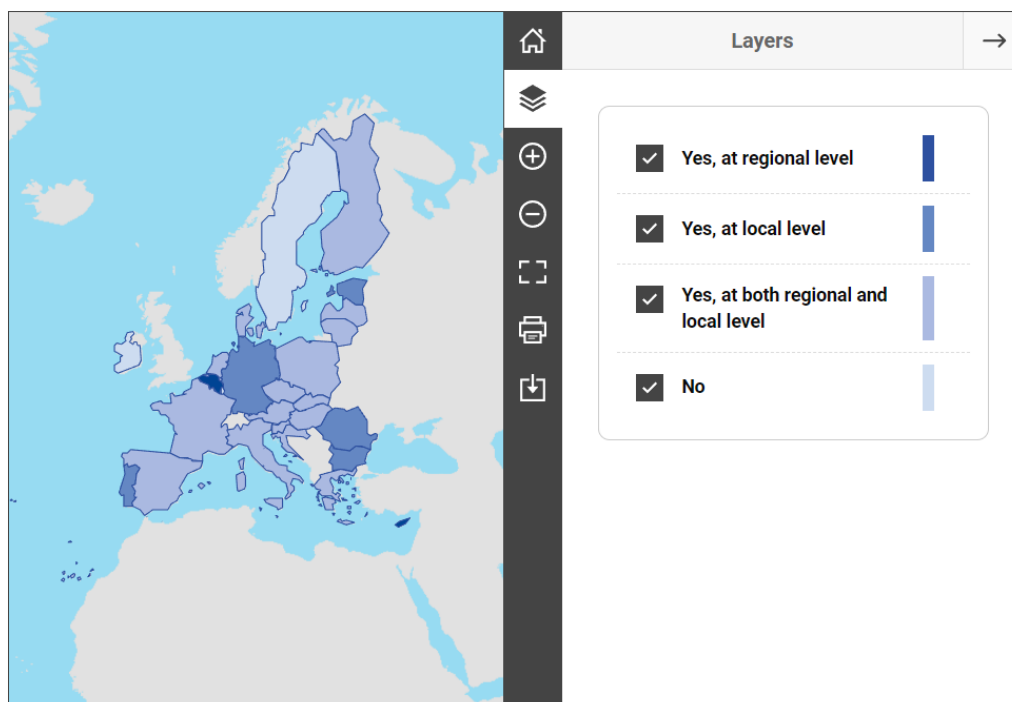 Layers
Yes, at regional level
Yes, at local level
Yes, at both regional and
local level
No